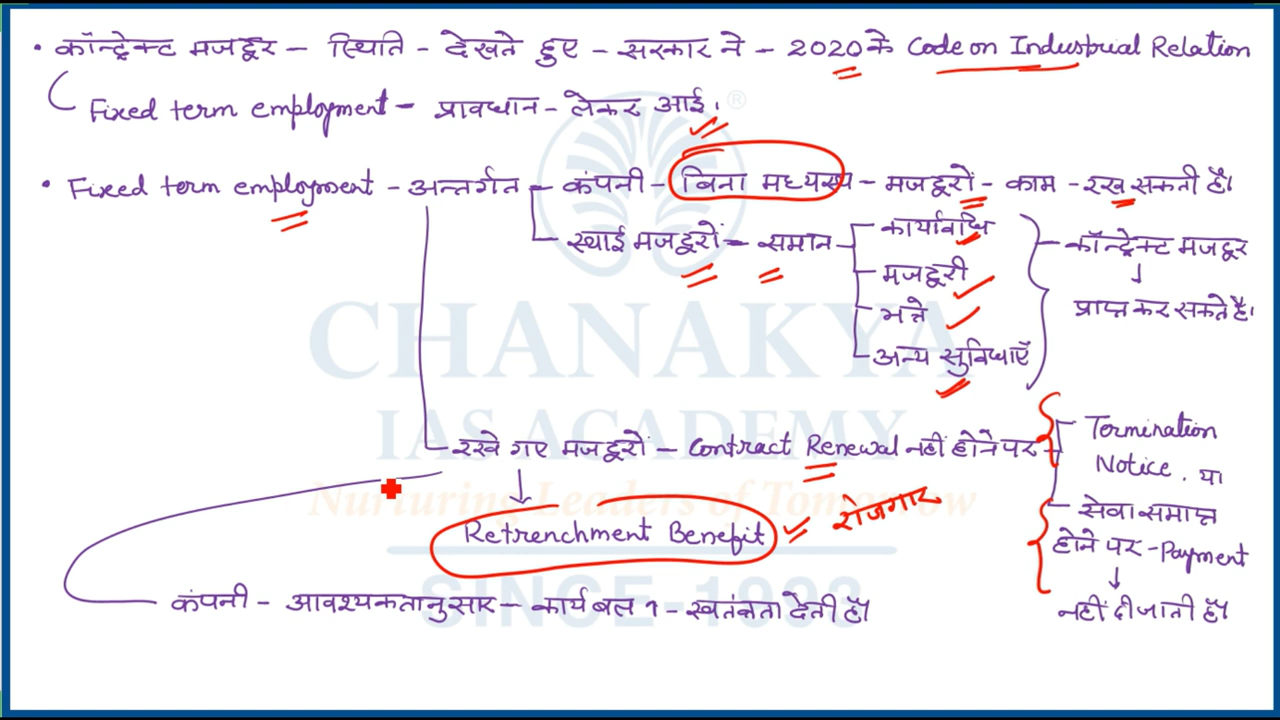 • कॉन्ट्रेक्ट मजदूर – स्थिति – देखते हुए – सरकार ने – 2020 के Code on Industrial Relation
Fixed term employment – प्रावधान – लेकर आई।
• Fixed term employment – अन्तर्गत – कंपनी – बिना मध्यस्थ – मजदूरों – काम – रख सकती है।
स्थाई मजदूरों – समान
कार्यावधि
मजदूरी
भत्ते
अन्य सुविधाएँ
कॉन्ट्रेक्ट मजदूर
↓
प्राप्त कर सकते है।
रखे गए मजदूरों – Contract Renewal नहीं होने पर
Termination
Notice. या
सेवा समाप्त
होने पर – Payment
↓
नहीं दी जाती है।
↓
Retrenchment Benefit
रोजगार
कंपनी – आवश्यकतानुसार – कार्य बल ↑ – स्वतंत्रता देती है।
CHANAKYA
IAS ACADEMY
Nurturing Leaders of Tomorrow
SINCE-1993